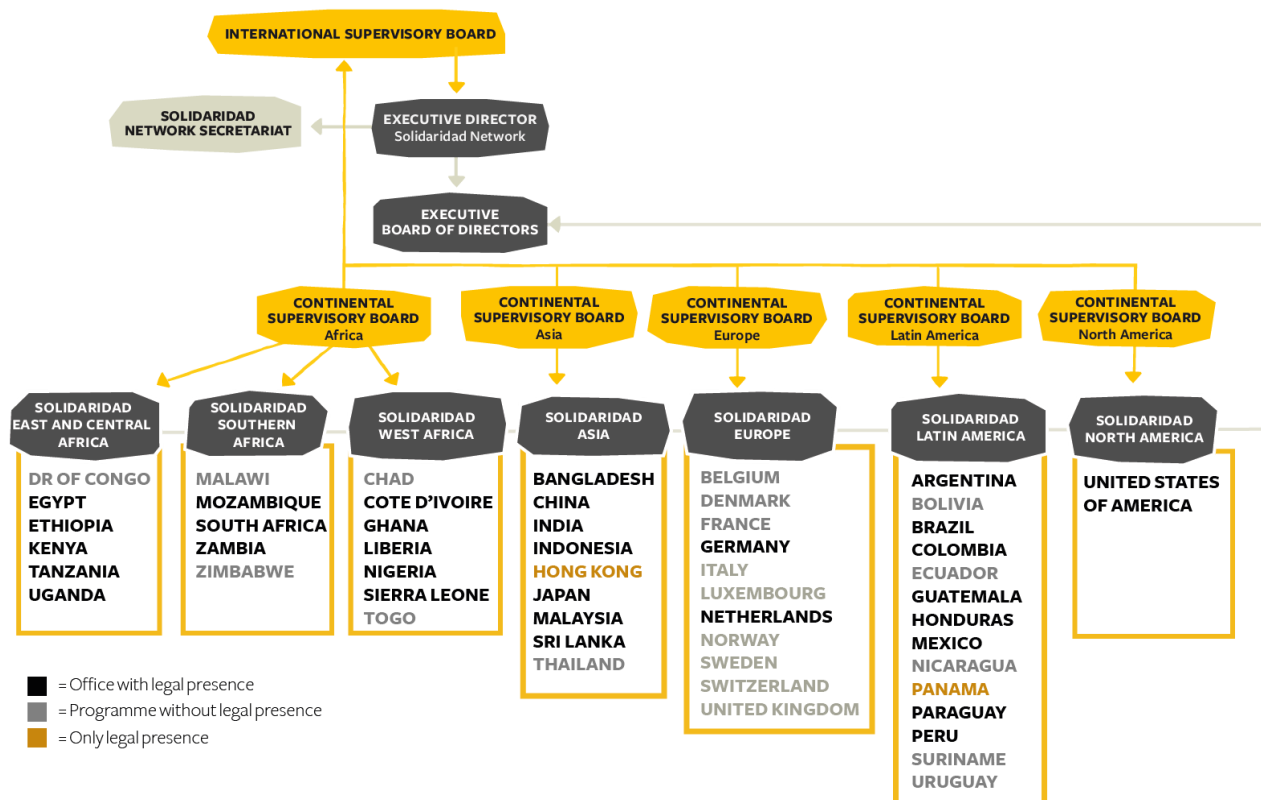 INTERNATIONAL SUPERVISORY BOARD
SOLIDARIDAD
NETWORK SECRETARIAT
EXECUTIVE DIRECTOR
Solidaridad Network
EXECUTIVE
BOARD OF DIRECTORS
CONTINENTAL
SUPERVISORY BOARD
Africa
CONTINENTAL
SUPERVISORY BOARD
Asia
CONTINENTAL
SUPERVISORY BOARD
Europe
CONTINENTAL
SUPERVISORY BOARD
Latin America
CONTINENTAL
SUPERVISORY BOARD
North America
SOLIDARIDAD
EAST AND CENTRAL
AFRICA
DR OF CONGO
EGYPT
ETHIOPIA
KENYA
TANZANIA
UGANDA
SOLIDARIDAD
SOUTHERN
AFRICA
MALAWI
MOZAMBIQUE
SOUTH AFRICA
ZAMBIA
ZIMBABWE
SOLIDARIDAD
WEST AFRICA
CHAD
COTE D'IVOIRE
GHANA
LIBERIA
NIGERIA
SIERRA LEONE
TOGO
SOLIDARIDAD
ASIA
BANGLADESH
CHINA
INDIA
INDONESIA
HONG KONG
JAPAN
MALAYSIA
SRI LANKA
THAILAND
SOLIDARIDAD
EUROPE
BELGIUM
DENMARK
FRANCE
GERMANY
ITALY
LUXEMBOURG
NETHERLANDS
NORWAY
SWEDEN
SWITZERLAND
UNITED KINGDOM
SOLIDARIDAD
LATIN AMERICA
ARGENTINA
BOLIVIA
BRAZIL
COLOMBIA
ECUADOR
GUATEMALA
HONDURAS
MEXICO
NICARAGUA
PANAMA
PARAGUAY
PERU
SURINAME
URUGUAY
SOLIDARIDAD
NORTH AMERICA
UNITED STATES
OF AMERICA
= Office with legal presence
= Programme without legal presence
= Only legal presence